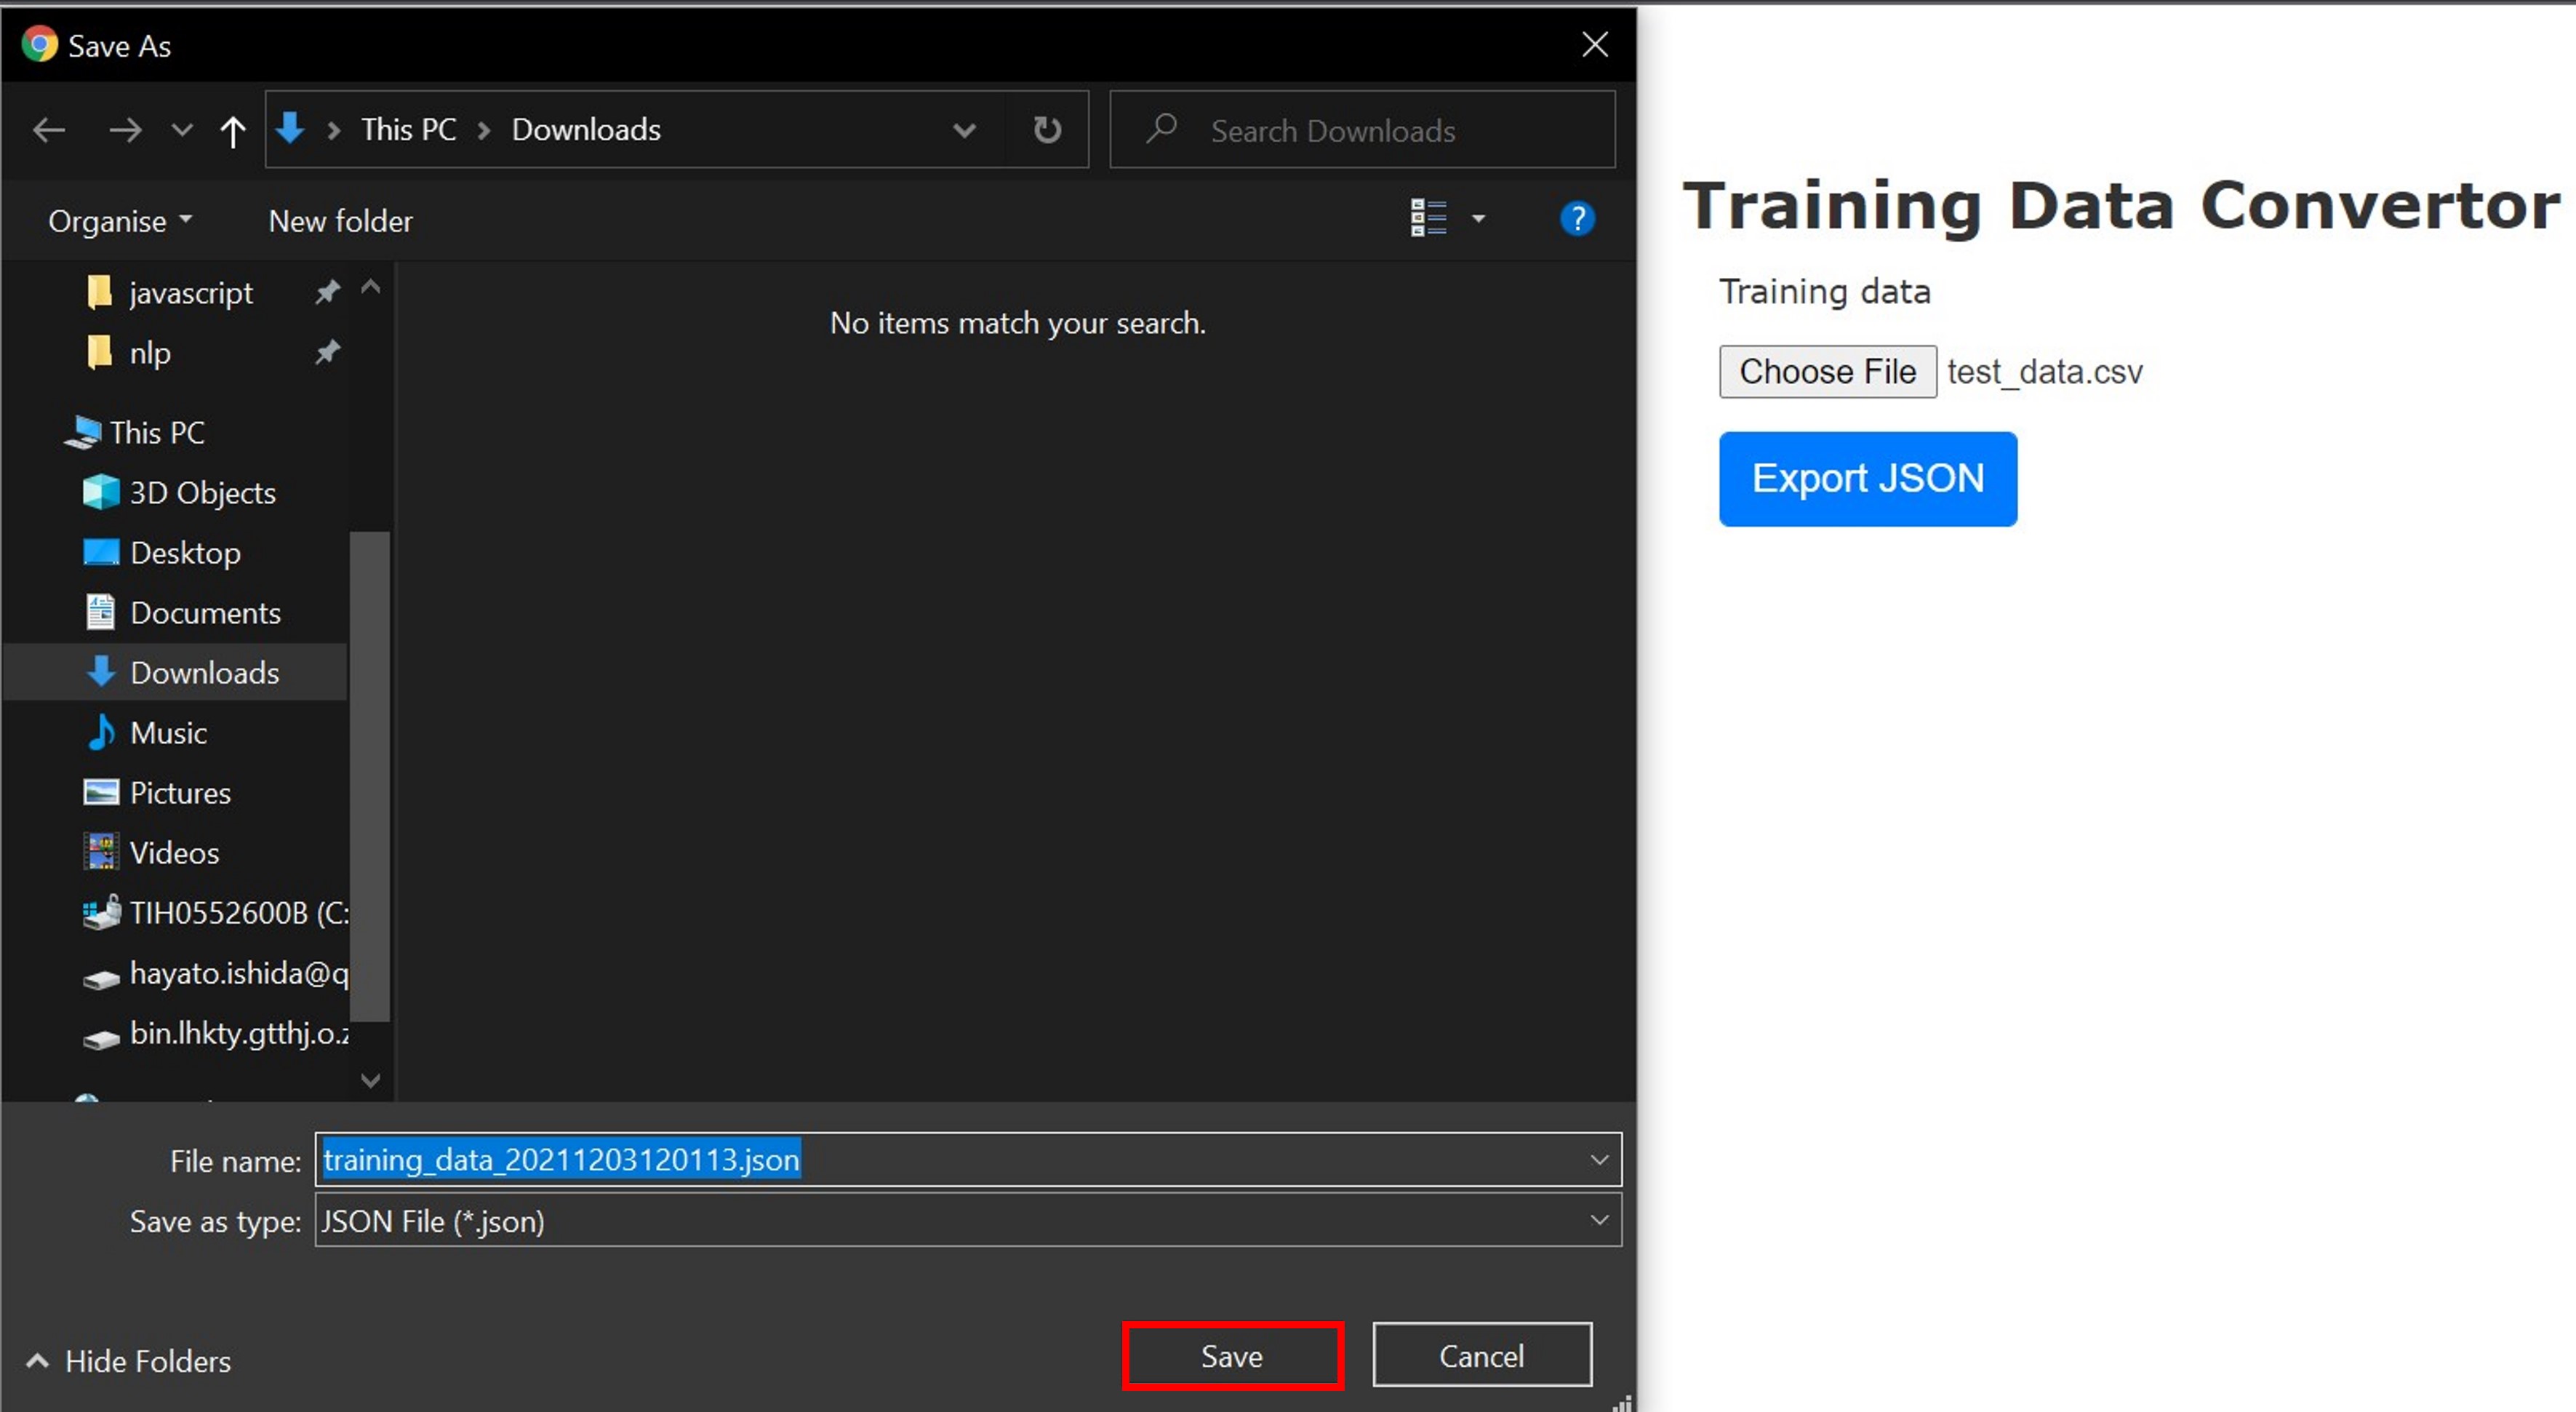 Save As
This PC
Downloads
Search Downloads
Organise
New folder
?
javascript
nlp
This PC
3D Objects
Desktop
Documents
Downloads
Music
Pictures
Videos
TIH0552600B (C:
hayato.ishida@q
bin.lhkty.gtthj.o.z
No items match your search.
File name: training_data_20211203120113.json
Save as type: JSON File (*.json)
Hide Folders
Save
Cancel
Training Data Convertor
Training data
Choose File test_data.csv
Export JSON